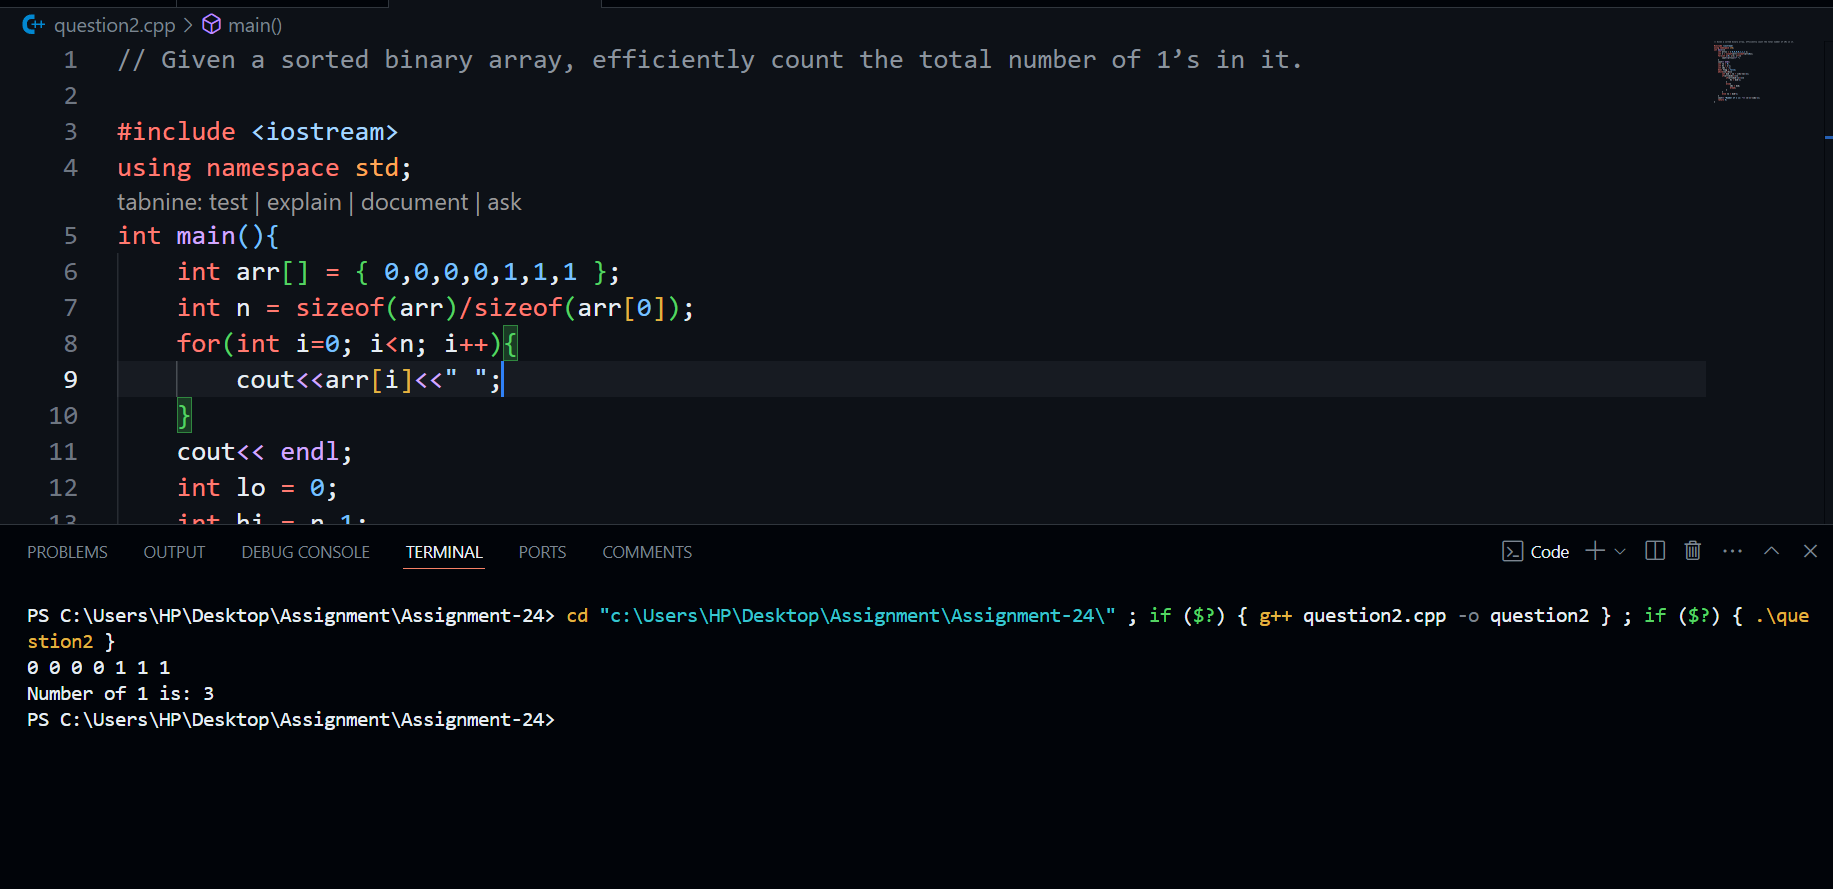 question2.cpp > main()
1 // Given a sorted binary array, efficiently count the total number of 1’s in it.
2
3 #include <iostream>
4 using namespace std;
tabnine: test | explain | document | ask
5 int main(){
6 int arr[] = { 0,0,0,0,1,1,1 };
7 int n = sizeof(arr)/sizeof(arr[0]);
8 for(int i=0; i<n; i++){
9 cout<<arr[i]<<" ";
10 }
11 cout<< endl;
12 int lo = 0;
13 int hi = n-1;
PROBLEMS OUTPUT DEBUG CONSOLE TERMINAL PORTS COMMENTS Code
PS C:\Users\HP\Desktop\Assignment\Assignment-24> cd "c:\Users\HP\Desktop\Assignment\Assignment-24\" ; if ($?) { g++ question2.cpp -o question2 } ; if ($?) { .\que
stion2 }
0 0 0 0 1 1 1
Number of 1 is: 3
PS C:\Users\HP\Desktop\Assignment\Assignment-24>